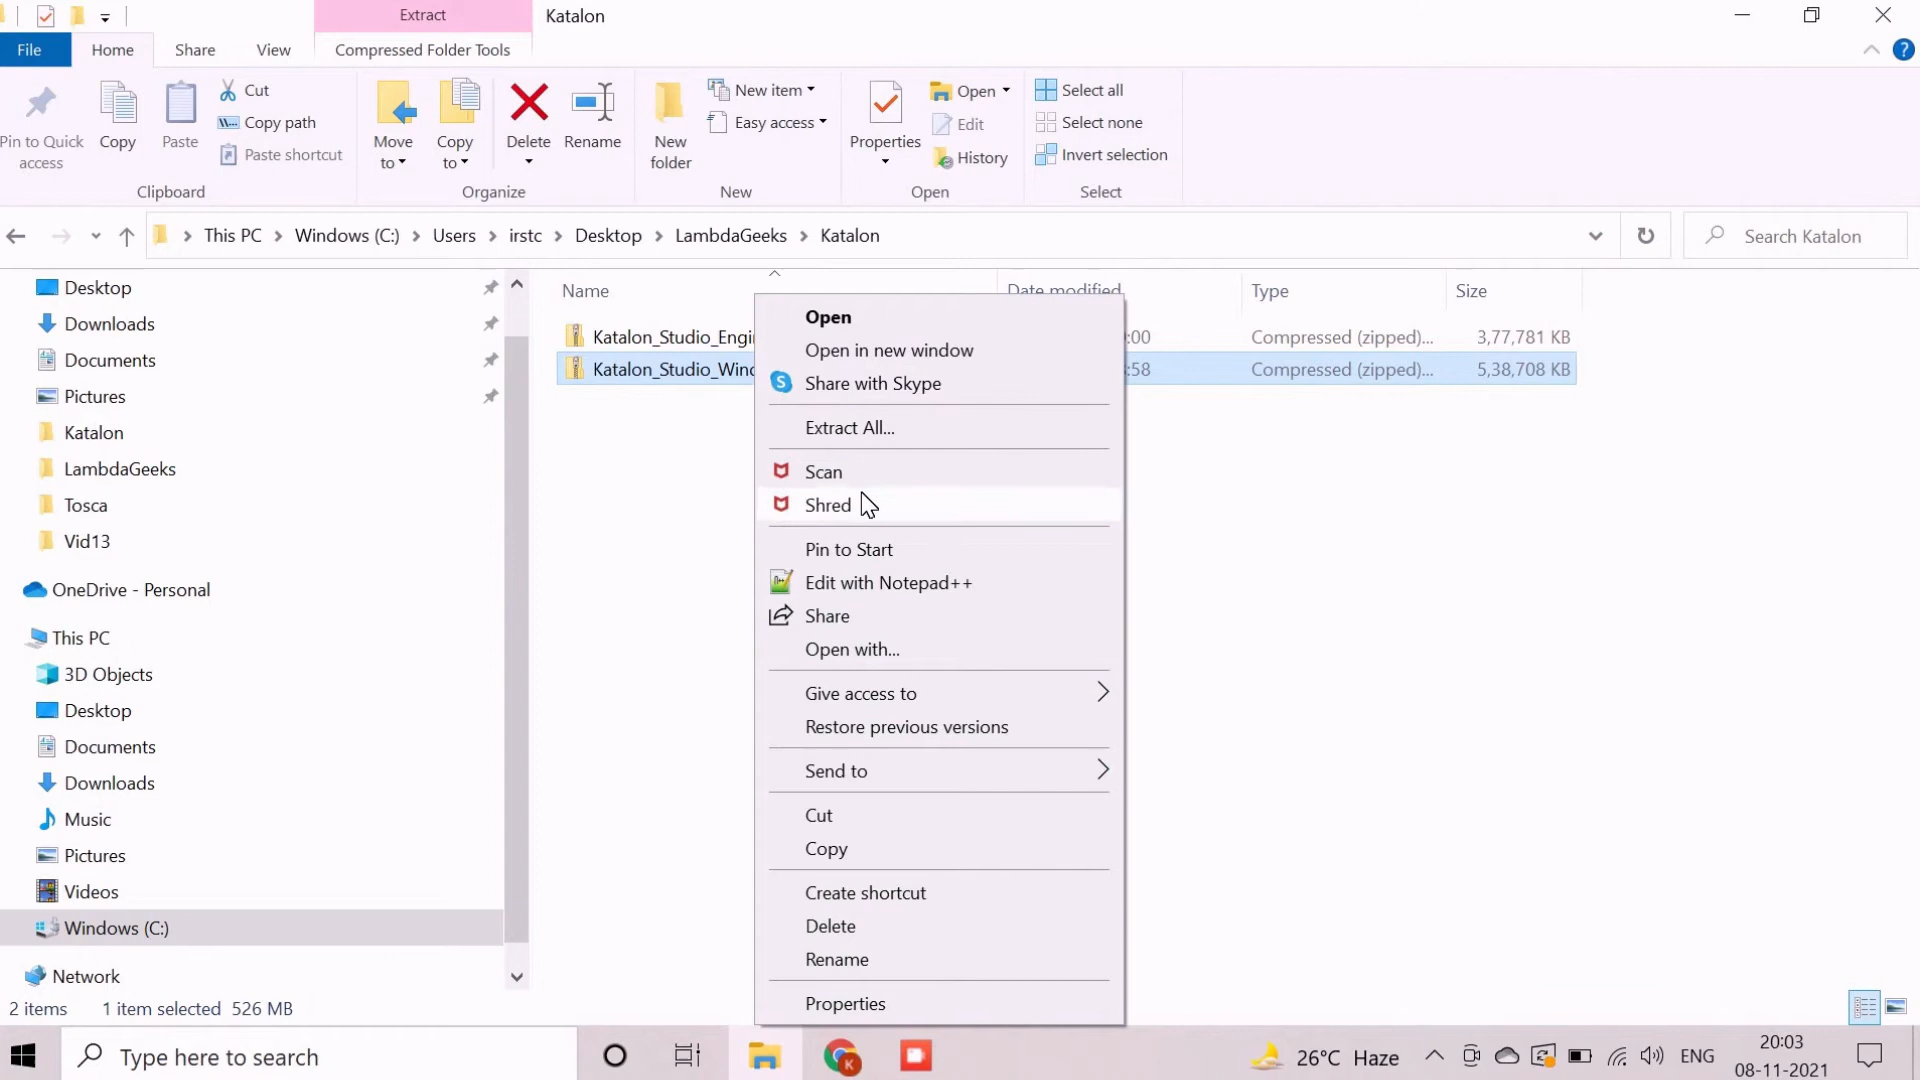 Extract Katalon
File Home Share View Compressed Folder Tools
Pin to Quick access
Copy
Paste
Cut
Copy path
Paste shortcut
Clipboard
Move to
Copy to
Delete
Rename
Organize
New folder
New item
Easy access
New
Properties
Open
Edit
History
Open
Select all
Select none
Invert selection
Select
This PC > Windows (C:) > Users > irstc > Desktop > LambdaGeeks > Katalon
Search Katalon
Desktop
Downloads
Documents
Pictures
Katalon
LambdaGeeks
Tosca
Vid13
OneDrive - Personal
This PC
3D Objects
Desktop
Documents
Downloads
Music
Pictures
Videos
Windows (C:)
Network
Name Date modified Type Size
Katalon_Studio_Engi :00 Compressed (zipped)... 3,77,781 KB
Katalon_Studio_Winc :58 Compressed (zipped)... 5,38,708 KB
Open
Open in new window
Share with Skype
Extract All...
Scan
Shred
Pin to Start
Edit with Notepad++
Share
Open with...
Give access to
Restore previous versions
Send to
Cut
Copy
Create shortcut
Delete
Rename
Properties
2 items 1 item selected 526 MB
Type here to search
K
26°C Haze
ENG
20:03
08-11-2021